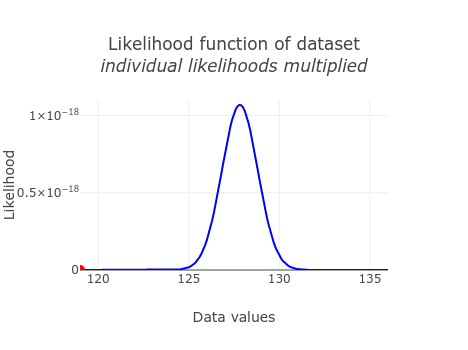 Likelihood function of dataset
individual likelihoods multiplied
1×10⁻¹⁸
0.5×10⁻¹⁸
0
Likelihood
120 125 130 135
Data values